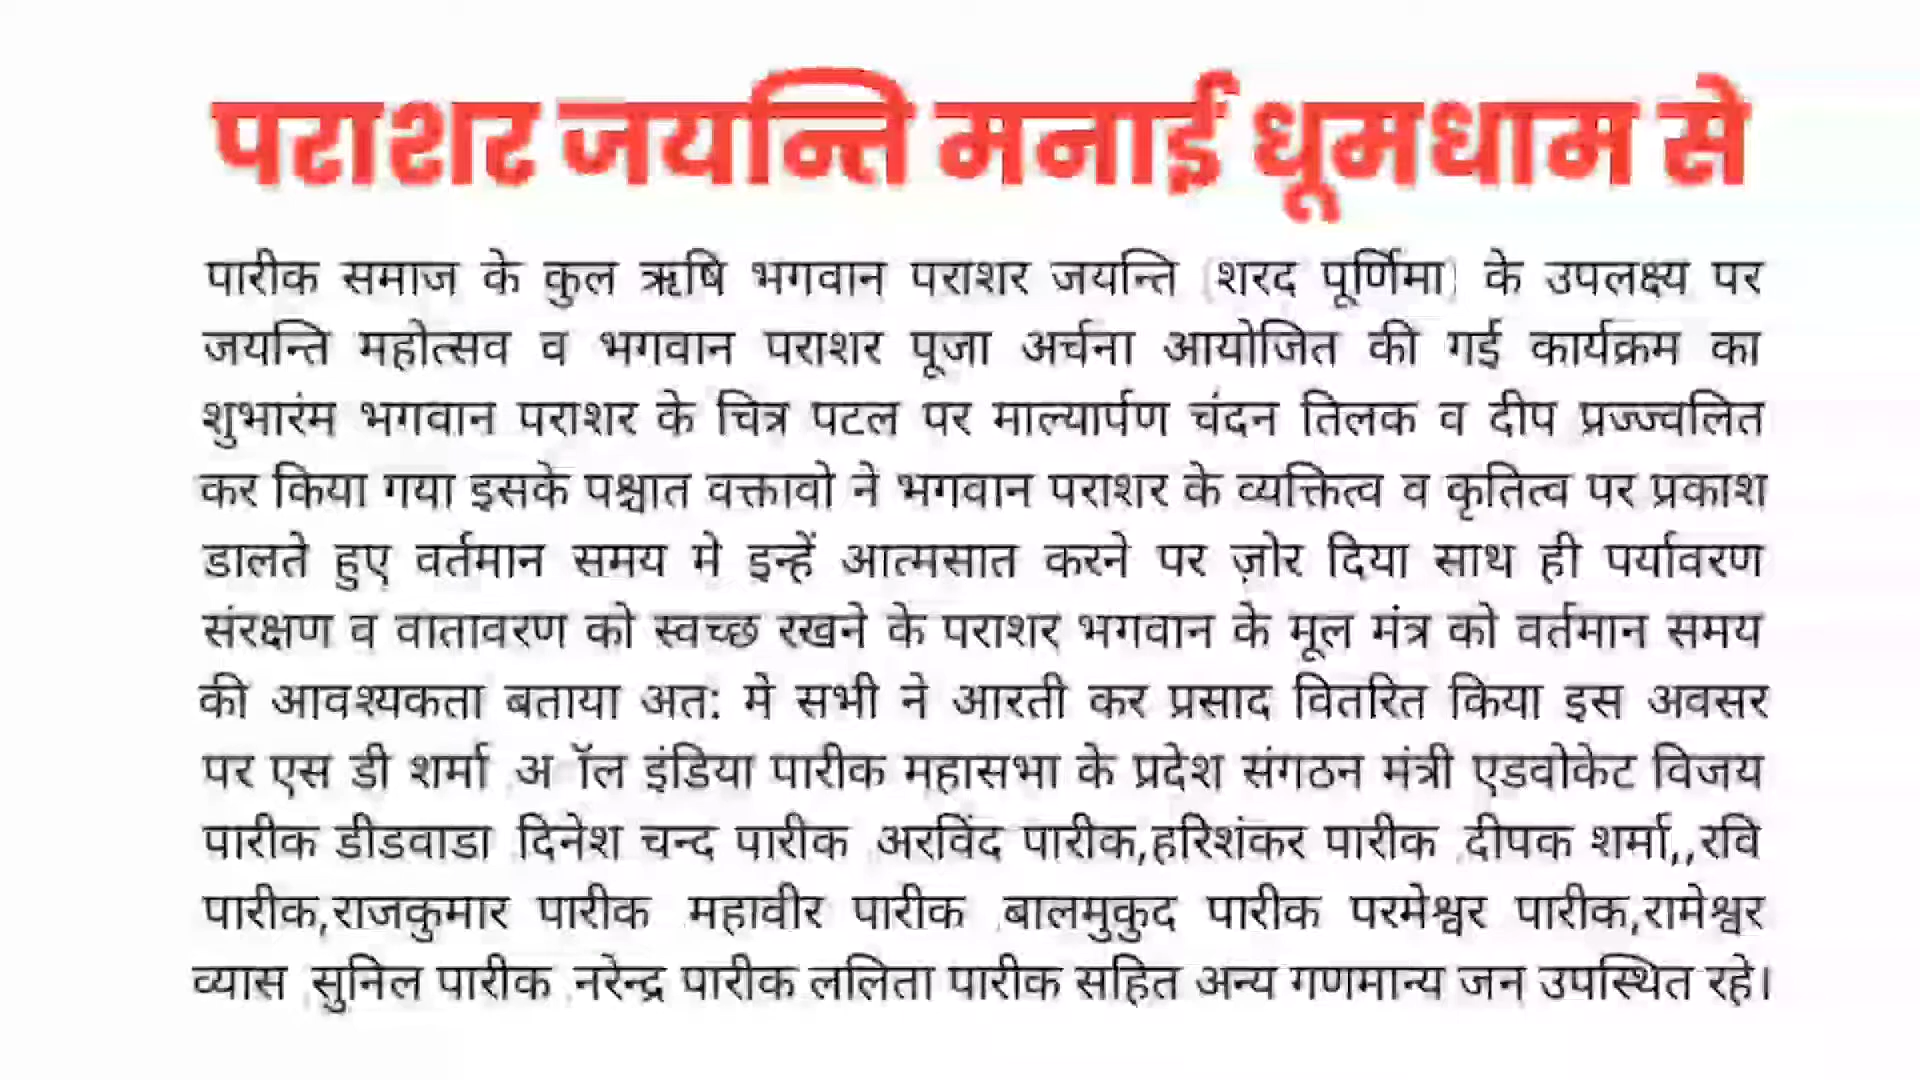 पराशर जयन्ति मनाई धूमधाम से
पारीक समाज के कुल ऋषि भगवान पराशर जयन्ति (शरद पूर्णिमा) के उपलक्ष्य पर
जयन्ति महोत्सव व भगवान पराशर पूजा अर्चना आयोजित की गई कार्यक्रम का
शुभारंम भगवान पराशर के चित्र पटल पर माल्यार्पण चंदन तिलक व दीप प्रज्ज्वलित
कर किया गया इसके पश्चात वक्तावो ने भगवान पराशर के व्यक्तित्व व कृतित्व पर प्रकाश
डालते हुए वर्तमान समय मे इन्हें आत्मसात करने पर ज़ोर दिया साथ ही पर्यावरण
संरक्षण व वातावरण को स्वच्छ रखने के पराशर भगवान के मूल मंत्र को वर्तमान समय
की आवश्यकता बताया अत: मे सभी ने आरती कर प्रसाद वितरित किया इस अवसर
पर एस डी शर्मा ,अ ॉल इंडिया पारीक महासभा के प्रदेश संगठन मंत्री एडवोकेट विजय
पारीक डीडवाडा ,दिनेश चन्द पारीक ,अरविंद पारीक,हरिशंकर पारीक ,दीपक शर्मा,,रवि
पारीक,राजकुमार पारीक ,महावीर पारीक ,बालमुकुद पारीक परमेश्वर पारीक,रामेश्वर
व्यास ,सुनिल पारीक ,नरेन्द्र पारीक ललिता पारीक सहित अन्य गणमान्य जन उपस्थित रहे।